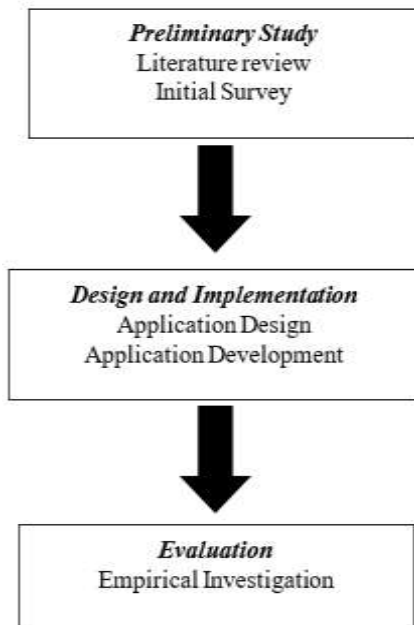 Preliminary Study
Literature review
Initial Survey
Design and Implementation
Application Design
Application Development
Evaluation
Empirical Investigation